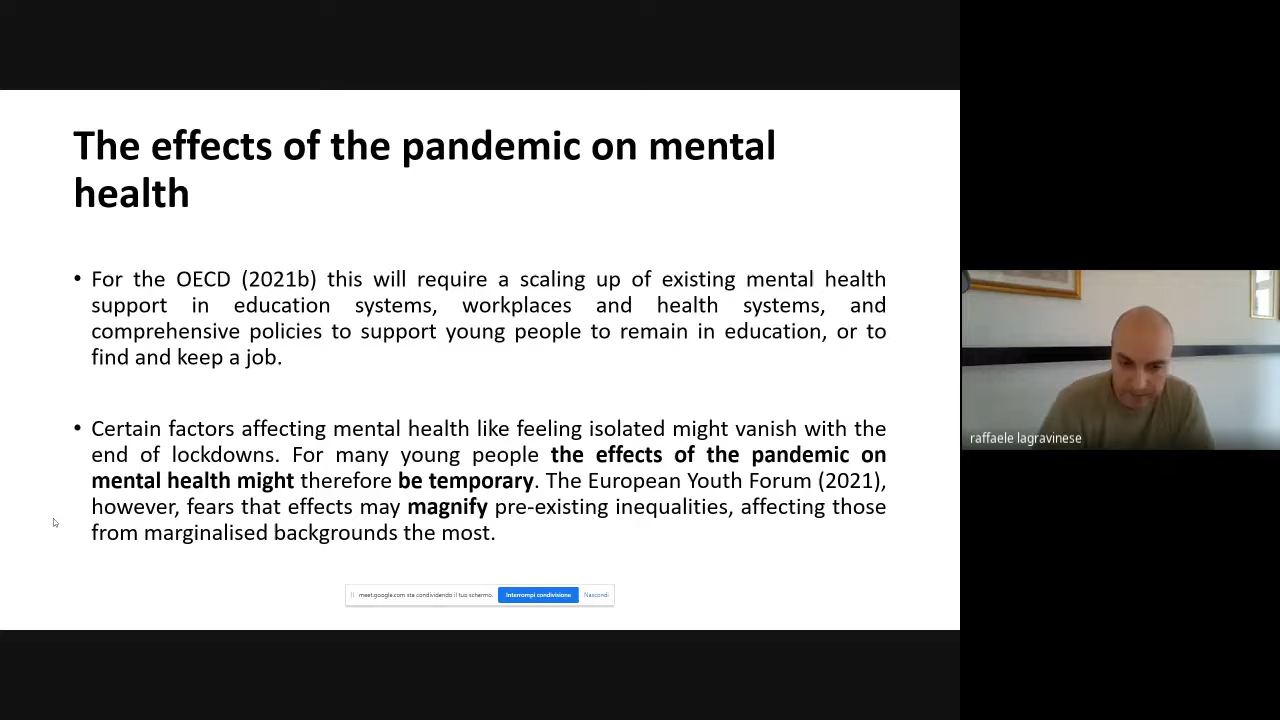 The effects of the pandemic on mental
health
• For the OECD (2021b) this will require a scaling up of existing mental health
support in education systems, workplaces and health systems, and
comprehensive policies to support young people to remain in education, or to
find and keep a job.
• Certain factors affecting mental health like feeling isolated might vanish with the
end of lockdowns. For many young people the effects of the pandemic on
mental health might therefore be temporary. The European Youth Forum (2021),
however, fears that effects may magnify pre-existing inequalities, affecting those
from marginalised backgrounds the most.
meet.google.com sta condividendo il tuo schermo. Interrompi condivisione Nascondi
raffaele lagravinese